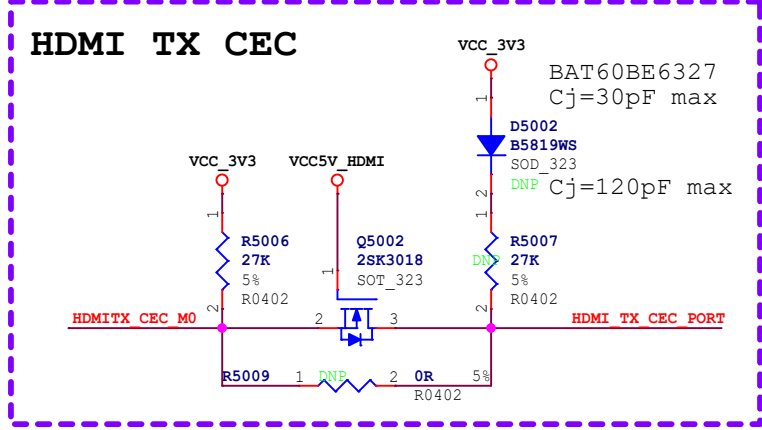 HDMI TX CEC
VCC_3V3
BAT60BE6327
Cj=30pF max
1
D5002
B5819WS
SOD_323
DNP
Cj=120pF max
2
VCC_3V3
VCC5V_HDMI
1
R5006
27K
5%
R0402
2
1
Q5002
2SK3018
SOT_323
1
R5007
DNP
27K
5%
R0402
2
HDMITX_CEC_M0
2
3
HDMI_TX_CEC_PORT
R5009
1
DNP
2
0R
5%
R0402